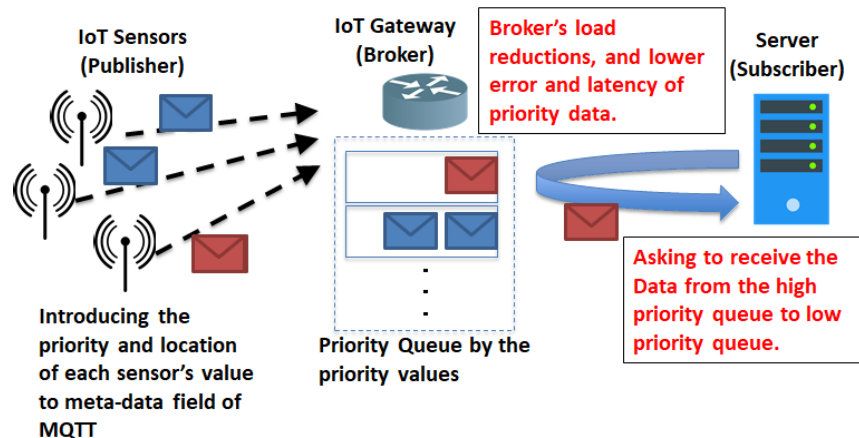 IoT Sensors
(Publisher)
IoT Gateway
(Broker)
Broker's load
reductions, and lower
error and latency of
priority data.
Server
(Subscriber)
Asking to receive the
Data from the high
priority queue to low
priority queue.
Introducing the
priority and location
of each sensor's value
to meta-data field of
MQTT
Priority Queue by the
priority values